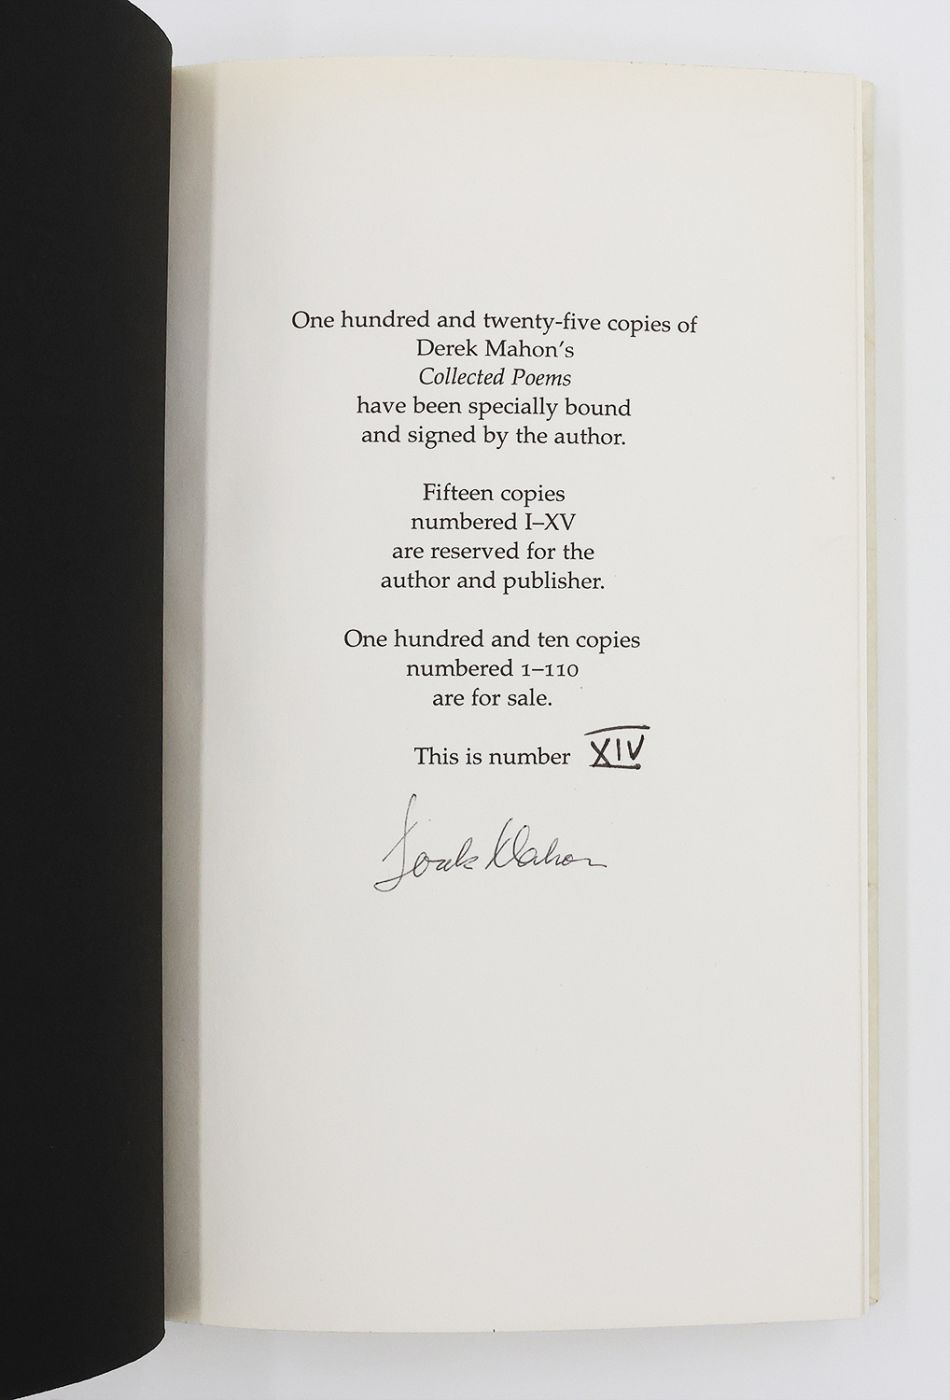 One hundred and twenty-five copies of
Derek Mahon's
Collected Poems
have been specially bound
and signed by the author.
Fifteen copies
numbered I–XV
are reserved for the
author and publisher.
One hundred and ten copies
numbered 1–110
are for sale.
This is number XIV
Derek Mahon